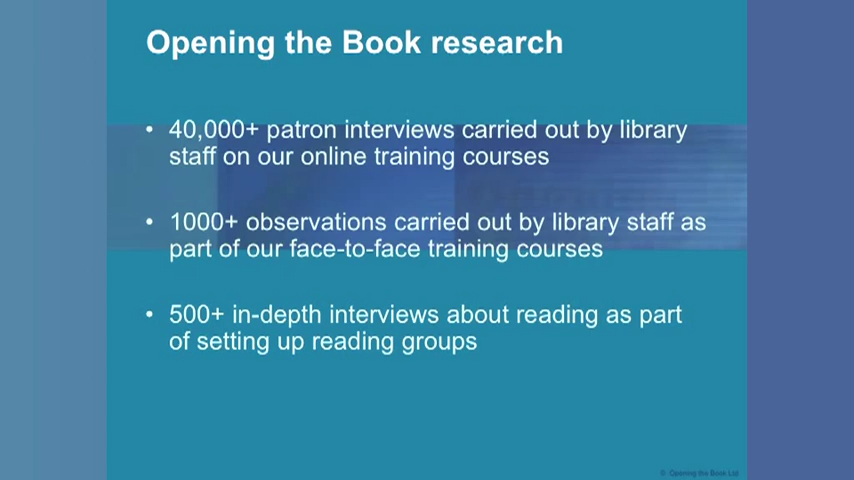 Opening the Book research
• 40,000+ patron interviews carried out by library
staff on our online training courses
• 1000+ observations carried out by library staff as
part of our face-to-face training courses
• 500+ in-depth interviews about reading as part
of setting up reading groups
© Opening the Book Ltd